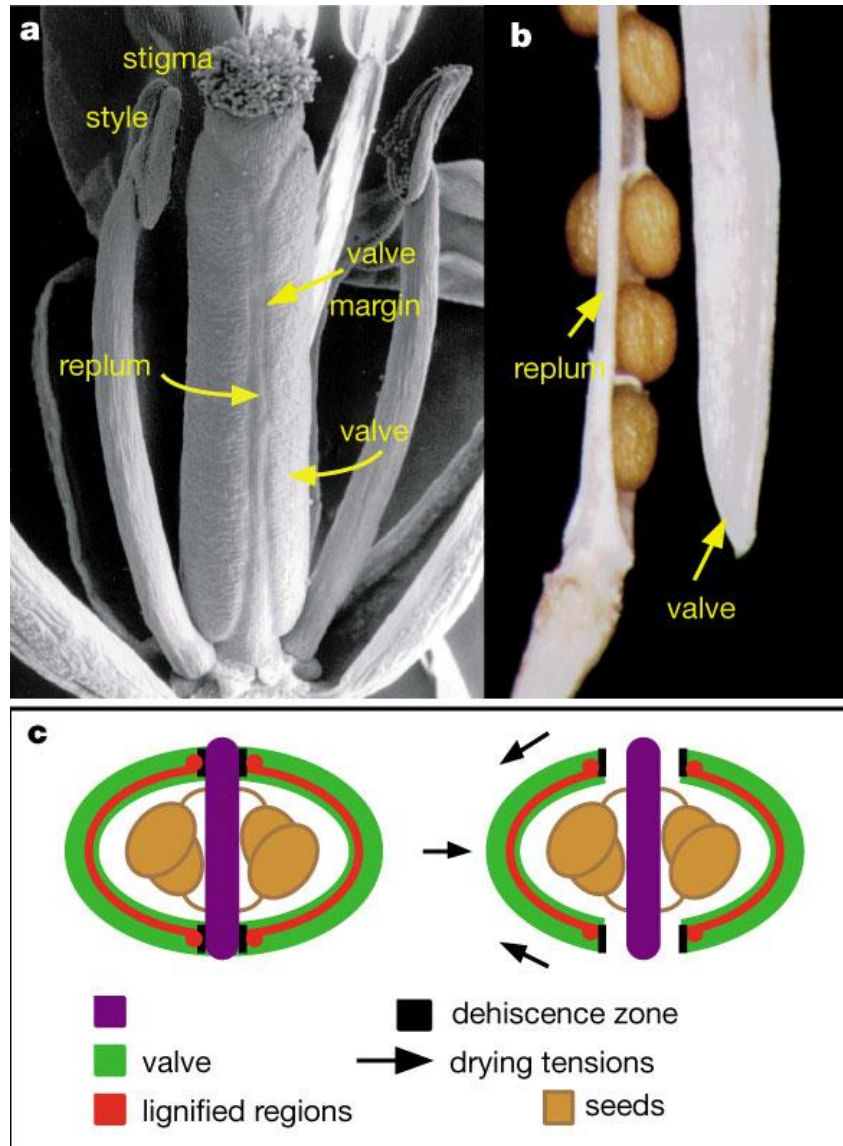 a
stigma
style
valve
margin
replum
valve
b
replum
valve
c
dehiscence zone
valve
drying tensions
lignified regions
seeds